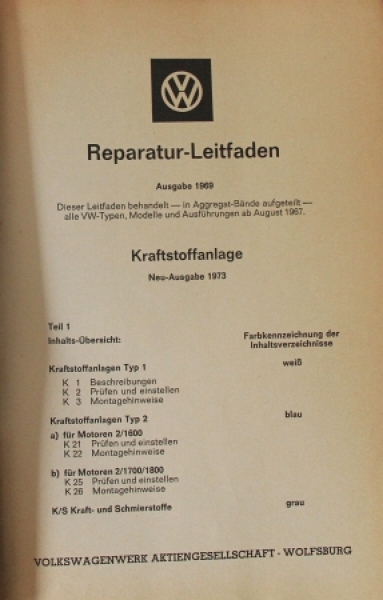 Reparatur-Leitfaden
Ausgabe 1969
Dieser Leitfaden behandelt — in Aggregat-Bände aufgeteilt —
alle VW-Typen, Modelle und Ausführungen ab August 1967.
Kraftstoffanlage
Neu-Ausgabe 1973
Teil 1
Inhalts-Übersicht:
Farbkennzeichnung der
Inhaltsverzeichnisse
Kraftstoffanlagen Typ 1 weiß
K 1 Beschreibungen
K 2 Prüfen und einstellen
K 3 Montagehinweise
Kraftstoffanlagen Typ 2 blau
a) für Motoren 2/1600
K 21 Prüfen und einstellen
K 22 Montagehinweise
b) für Motoren 2/1700/1800
K 25 Prüfen und einstellen
K 26 Montagehinweise
K/S Kraft- und Schmierstoffe grau
VOLKSWAGENWERK AKTIENGESELLSCHAFT - WOLFSBURG